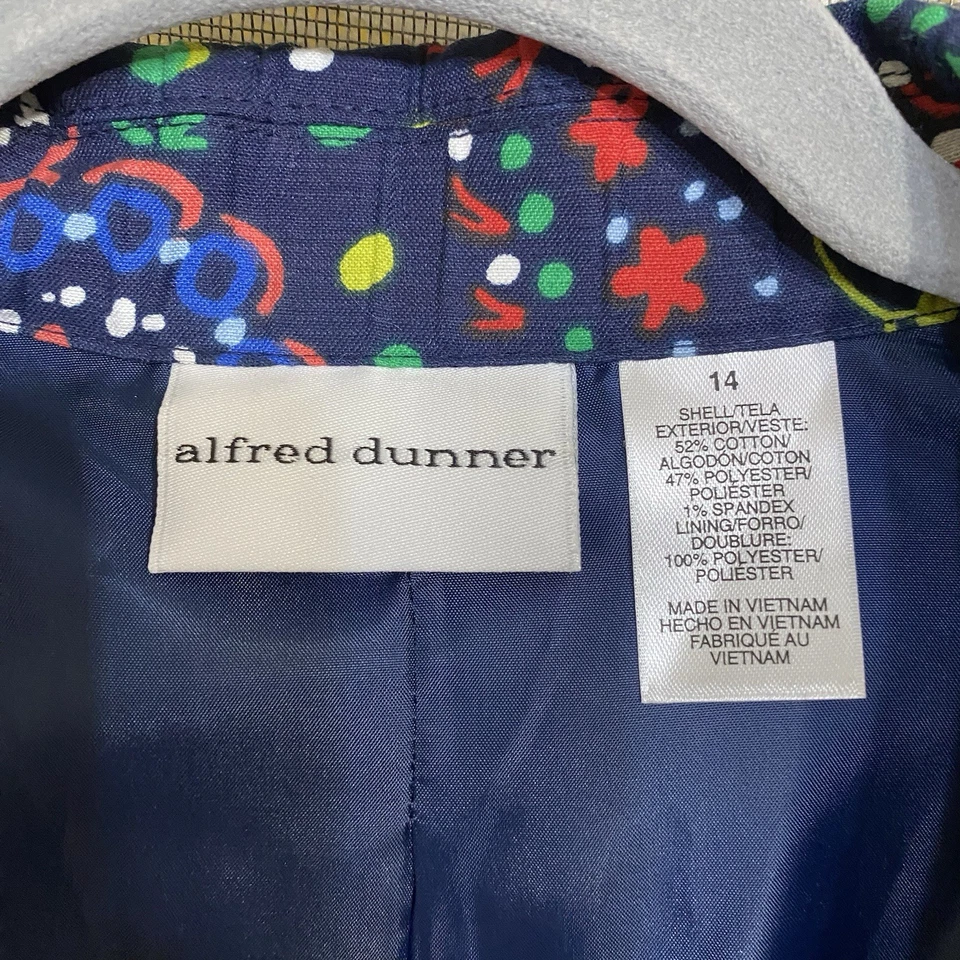 alfred dunner
14
SHELL/TELA
EXTERIOR/VESTE:
52% COTTON/
ALGODÓN/COTON
47% POLYESTER/
POLIÉSTER
1% SPANDEX
LINING/FORRO/
DOUBLURE:
100% POLYESTER/
POLIÉSTER
MADE IN VIETNAM
HECHO EN VIETNAM
FABRIQUÉ AU
VIETNAM